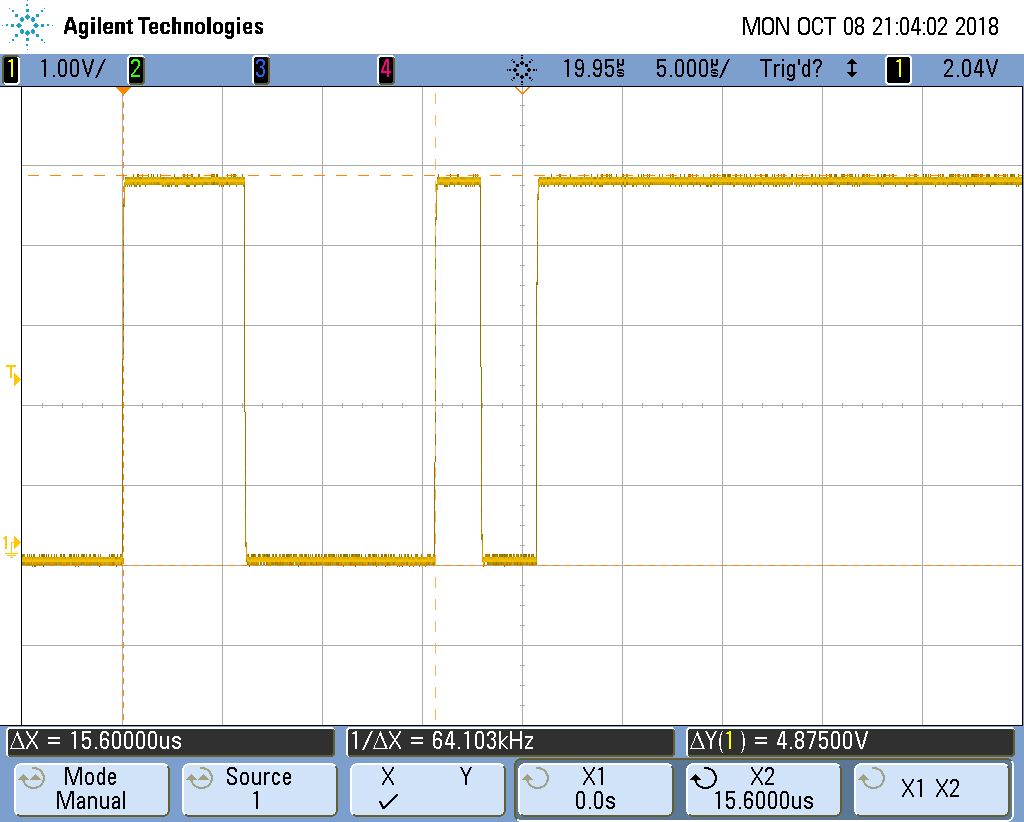 Agilent Technologies MON OCT 08 21:04:02 2018
1 1.00V/ 2 3 4 19.95µs 5.000µs/ Trig'd? ↕ 1 2.04V
T
1
ΔX = 15.60000us 1/ΔX = 64.103kHz ΔY(1) = 4.87500V
Mode Source X Y X1 X2 X1 X2
Manual 1 ✓ 0.0s 15.6000us